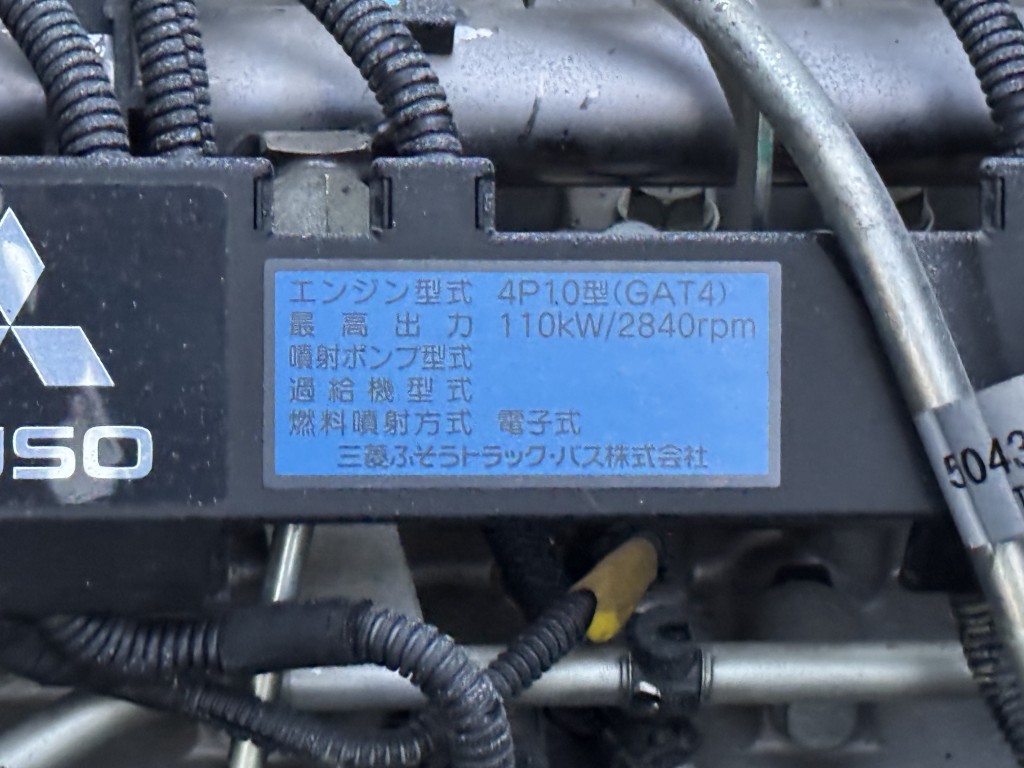 エンジン型式 4P10型(GAT4)
最高出力 110kW/2840rpm
噴射ポンプ型式
過給機型式
燃料噴射方式 電子式
三菱ふそうトラック・バス株式会社
USO
5043